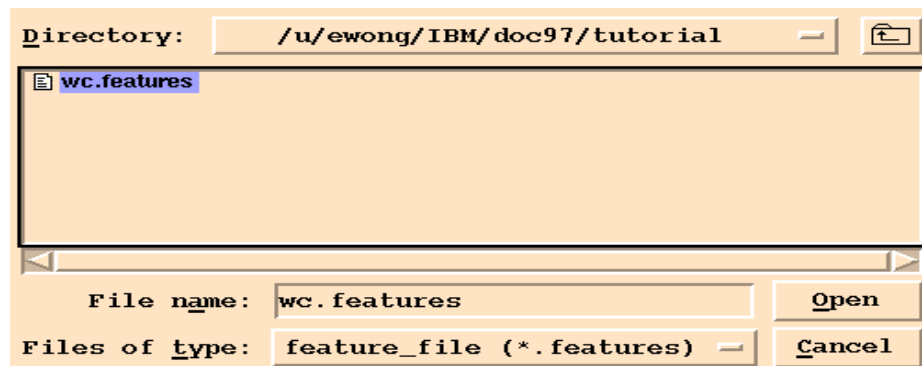 Directory: /u/ewong/IBM/doc97/tutorial
wc.features
File name: wc.features Open
Files of type: feature_file (*.features) Cancel